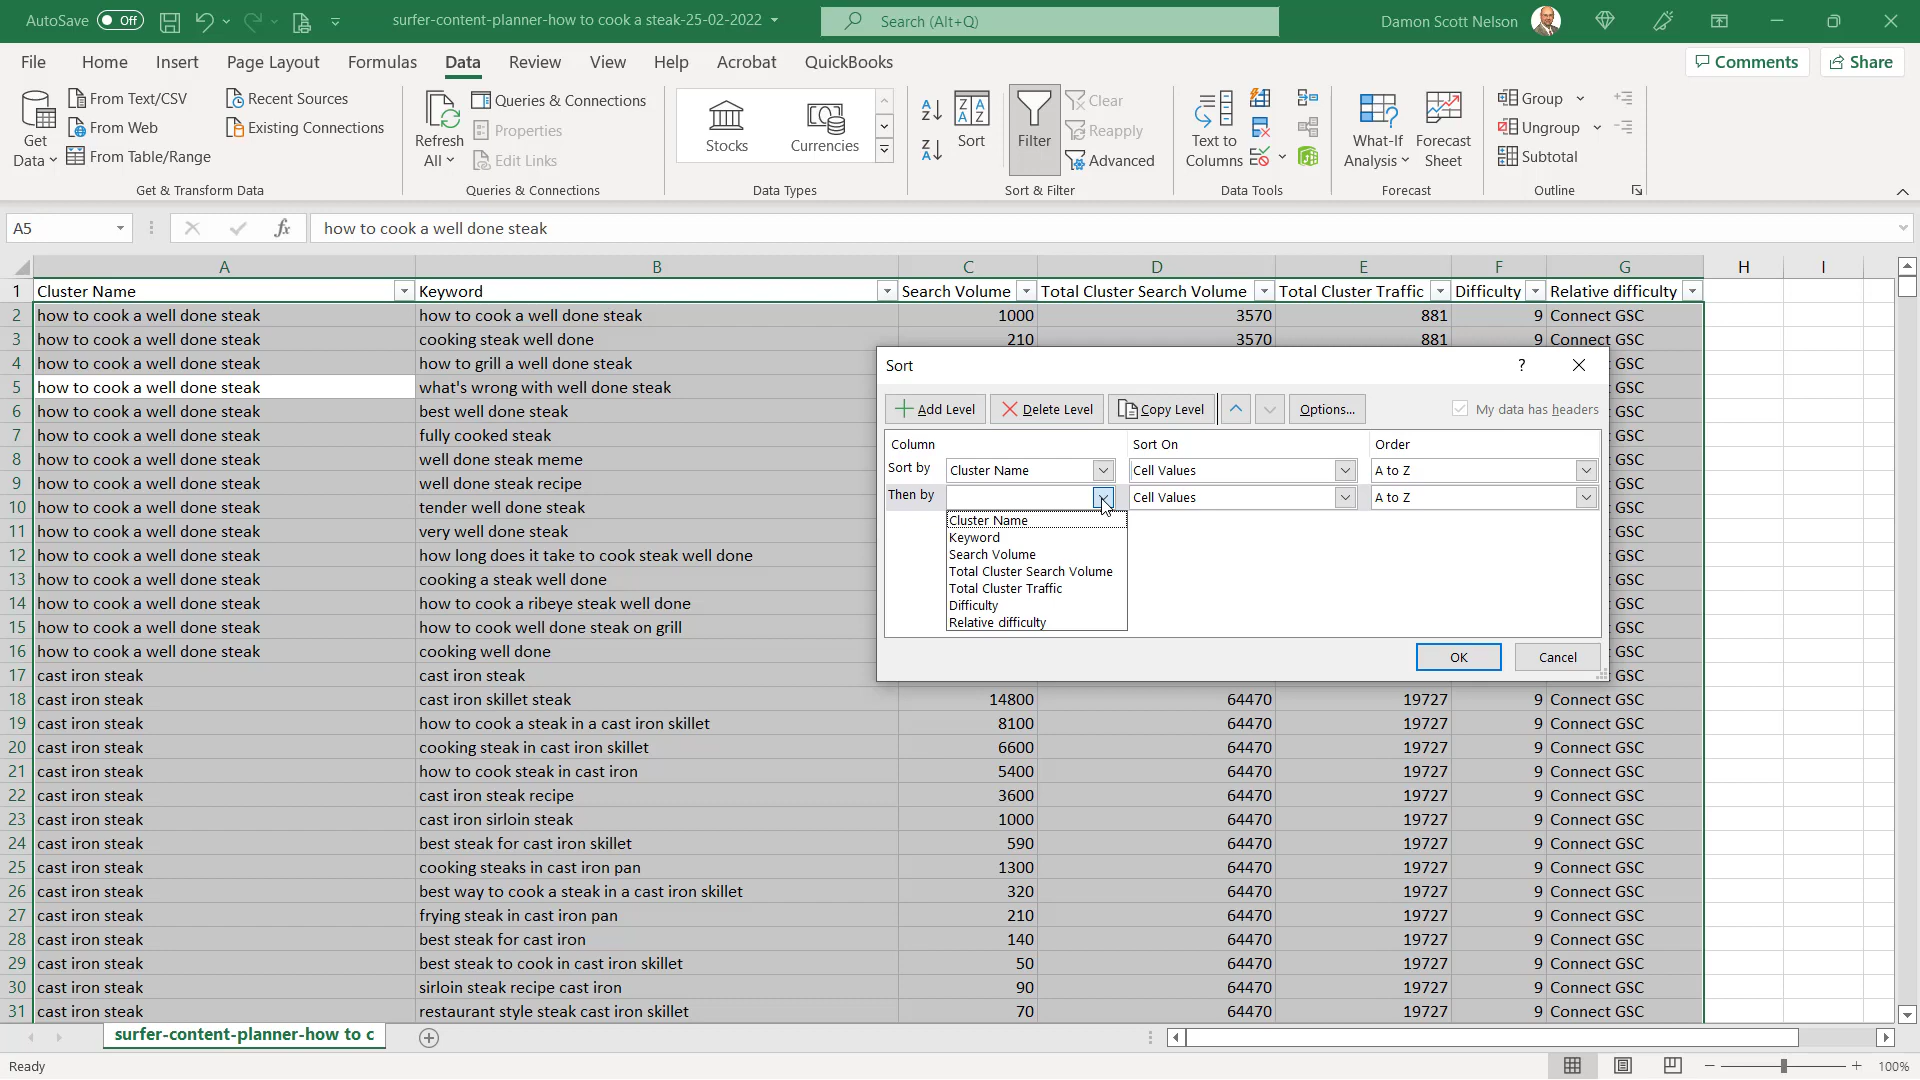 AutoSave Off surfer-content-planner-how to cook a steak-25-02-2022 Search (Alt+Q) Damon Scott Nelson
File Home Insert Page Layout Formulas Data Review View Help Acrobat QuickBooks Comments Share
Get Data From Text/CSV From Web From Table/Range Recent Sources Existing Connections
Get & Transform Data
Refresh All Queries & Connections Properties Edit Links
Queries & Connections
Stocks Currencies
Data Types
Sort Filter Clear Reapply Advanced
Sort & Filter
Text to Columns
Data Tools
What-If Analysis Forecast Sheet
Forecast
Group Ungroup Subtotal
Outline
A5 fx how to cook a well done steak
A B C D E F G H I
1 Cluster Name Keyword Search Volume Total Cluster Search Volume Total Cluster Traffic Difficulty Relative difficulty
2 how to cook a well done steak how to cook a well done steak 1000 3570 881 9 Connect GSC
3 how to cook a well done steak cooking steak well done 210 3570 881 9 Connect GSC
4 how to cook a well done steak how to grill a well done steak GSC
5 how to cook a well done steak what's wrong with well done steak GSC
6 how to cook a well done steak best well done steak GSC
7 how to cook a well done steak fully cooked steak GSC
8 how to cook a well done steak well done steak meme GSC
9 how to cook a well done steak well done steak recipe GSC
10 how to cook a well done steak tender well done steak GSC
11 how to cook a well done steak very well done steak GSC
12 how to cook a well done steak how long does it take to cook steak well done GSC
13 how to cook a well done steak cooking a steak well done GSC
14 how to cook a well done steak how to cook a ribeye steak well done GSC
15 how to cook a well done steak how to cook well done steak on grill GSC
16 how to cook a well done steak cooking well done GSC
17 cast iron steak cast iron steak GSC
18 cast iron steak cast iron skillet steak 14800 64470 19727 9 Connect GSC
19 cast iron steak how to cook a steak in a cast iron skillet 8100 64470 19727 9 Connect GSC
20 cast iron steak cooking steak in cast iron skillet 6600 64470 19727 9 Connect GSC
21 cast iron steak how to cook steak in cast iron 5400 64470 19727 9 Connect GSC
22 cast iron steak cast iron steak recipe 3600 64470 19727 9 Connect GSC
23 cast iron steak cast iron sirloin steak 1000 64470 19727 9 Connect GSC
24 cast iron steak best steak for cast iron skillet 590 64470 19727 9 Connect GSC
25 cast iron steak cooking steaks in cast iron pan 1300 64470 19727 9 Connect GSC
26 cast iron steak best way to cook a steak in a cast iron skillet 320 64470 19727 9 Connect GSC
27 cast iron steak frying steak in cast iron pan 210 64470 19727 9 Connect GSC
28 cast iron steak best steak for cast iron 140 64470 19727 9 Connect GSC
29 cast iron steak best steak to cook in cast iron skillet 50 64470 19727 9 Connect GSC
30 cast iron steak sirloin steak recipe cast iron 90 64470 19727 9 Connect GSC
31 cast iron steak restaurant style steak cast iron skillet 70 64470 19727 9 Connect GSC
Sort ?
Add Level Delete Level Copy Level Options... My data has headers
Column Sort On Order
Sort by Cluster Name Cell Values A to Z
Then by Cell Values A to Z
Cluster Name
Keyword
Search Volume
Total Cluster Search Volume
Total Cluster Traffic
Difficulty
Relative difficulty
OK Cancel
surfer-content-planner-how to c
Ready 100%